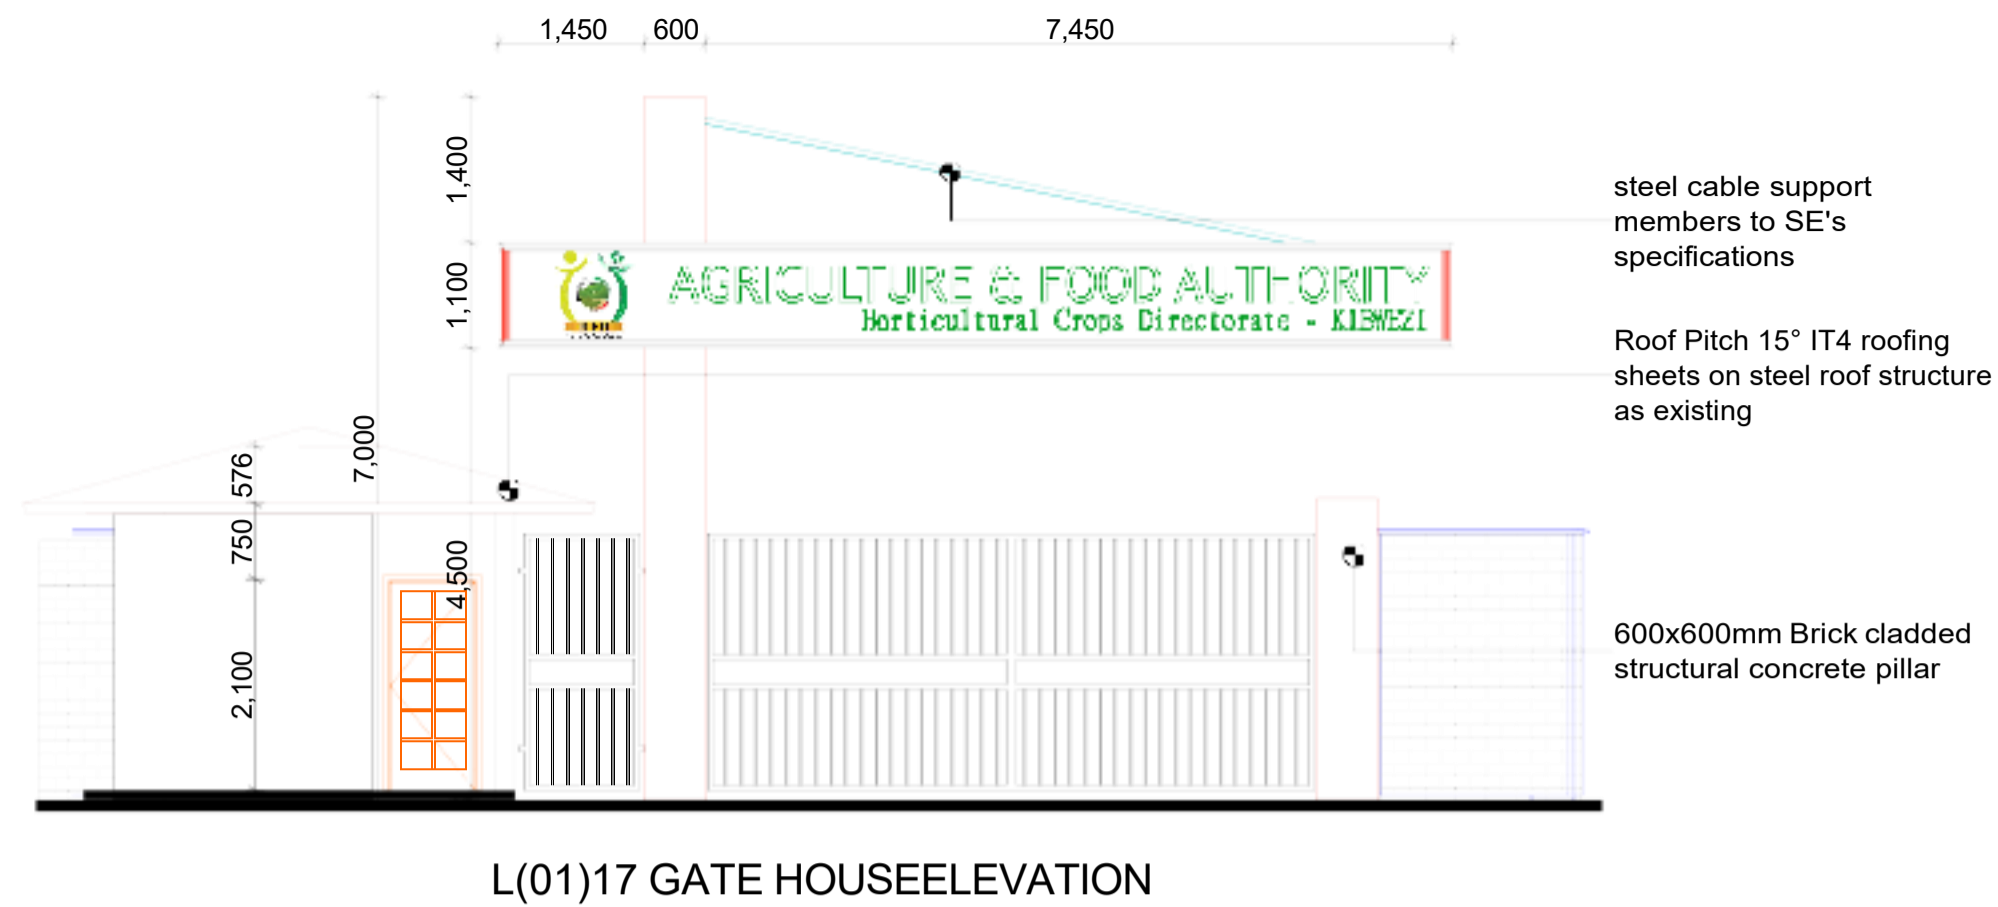 1,450 600 7,450
1,400
1,100
7,000
576
750
4,500
2,100
AGRICULTURE & FOOD AUTHORIITY
Horticultural Crops Directorate - KIBWEZI
steel cable support
members to SE's
specifications
Roof Pitch 15° IT4 roofing
sheets on steel roof structure
as existing
600x600mm Brick cladded
structural concrete pillar
L(01)17 GATE HOUSEELEVATION